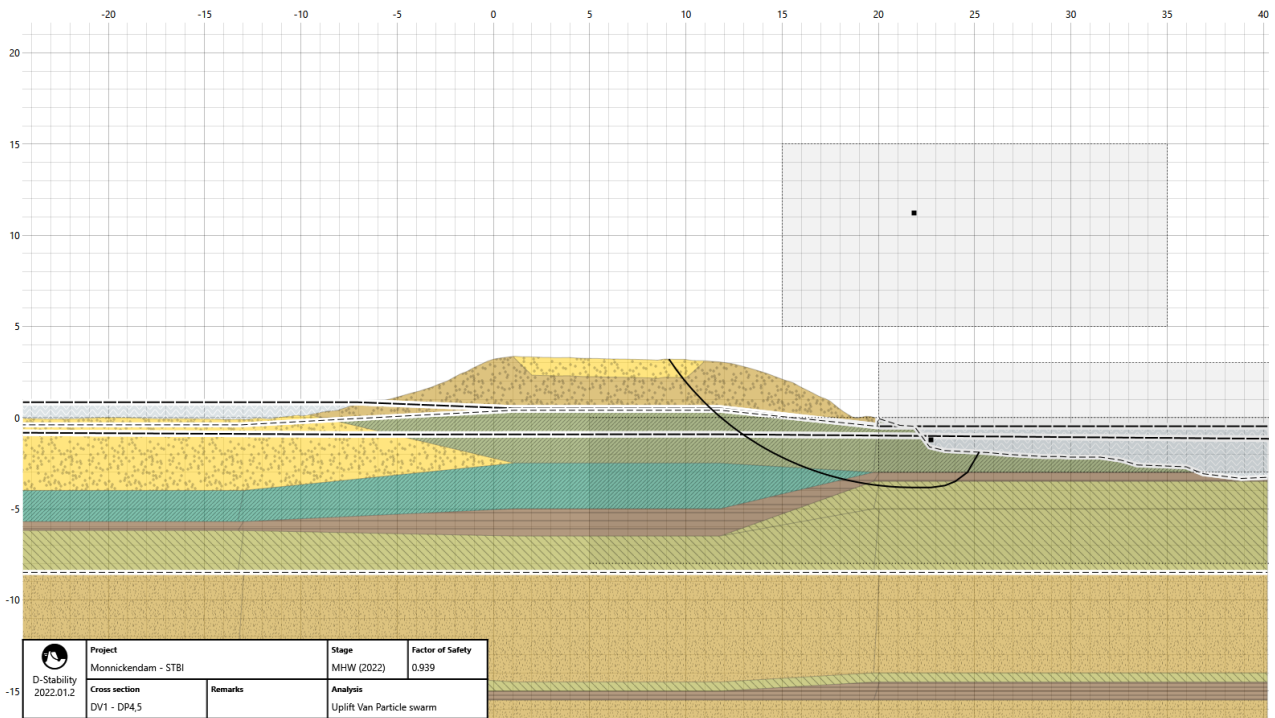 -20 -15 -10 -5 0 5 10 15 20 25 30 35 40
20
15
10
5
0
-5
-10
-15
D-Stability
2022.01.2
Project
Monnickendam - STBI
Stage
MHW (2022)
Factor of Safety
0.939
Cross section
DV1 - DP4,5
Remarks
Analysis
Uplift Van Particle swarm